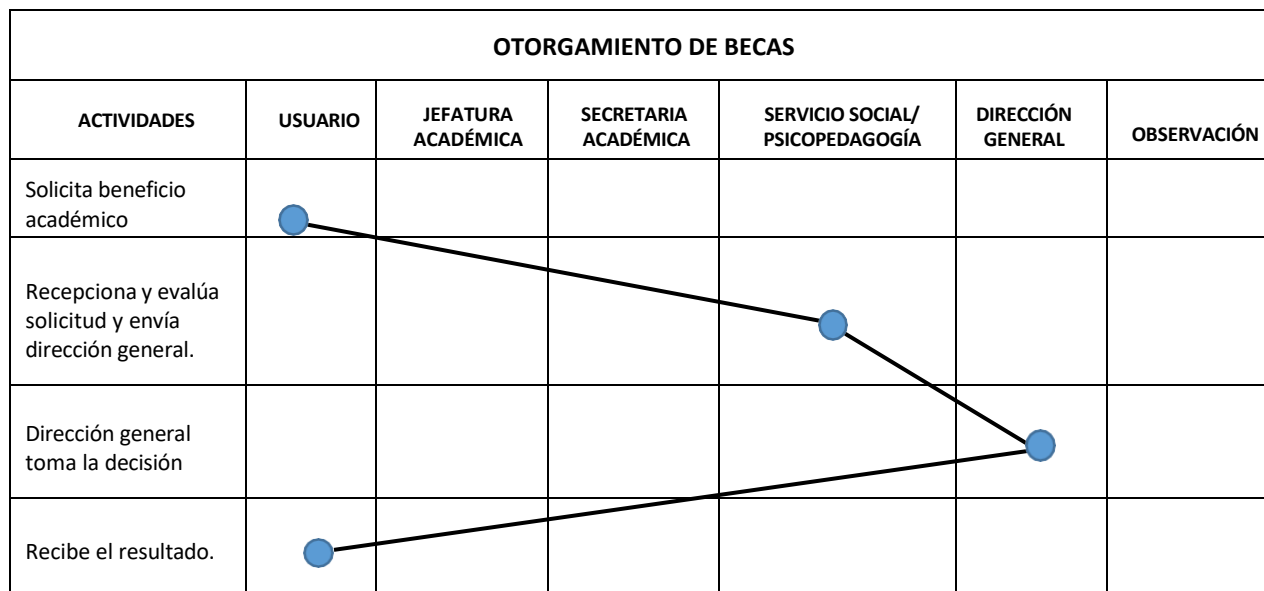 OTORGAMIENTO DE BECAS
ACTIVIDADES
USUARIO
JEFATURA
ACADÉMICA
SECRETARIA
ACADÉMICA
SERVICIO SOCIAL/
PSICOPEDAGOGÍA
DIRECCIÓN
GENERAL
OBSERVACIÓN
Solicita beneficio
académico
Recepciona y evalúa
solicitud y envía
dirección general.
Dirección general
toma la decisión
Recibe el resultado.